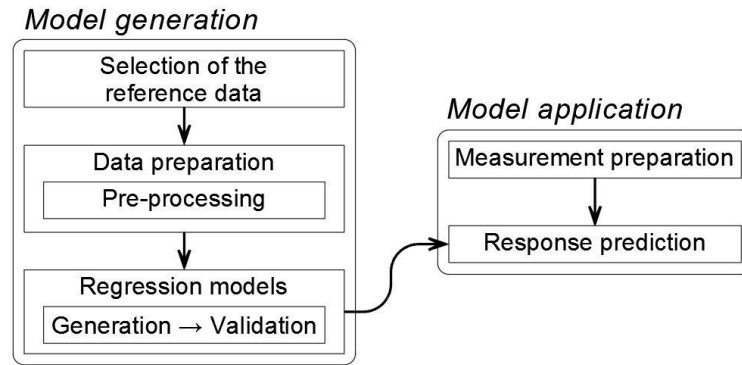 Model generation
Selection of the
reference data
Data preparation
Pre-processing
Regression models
Generation → Validation
Model application
Measurement preparation
Response prediction